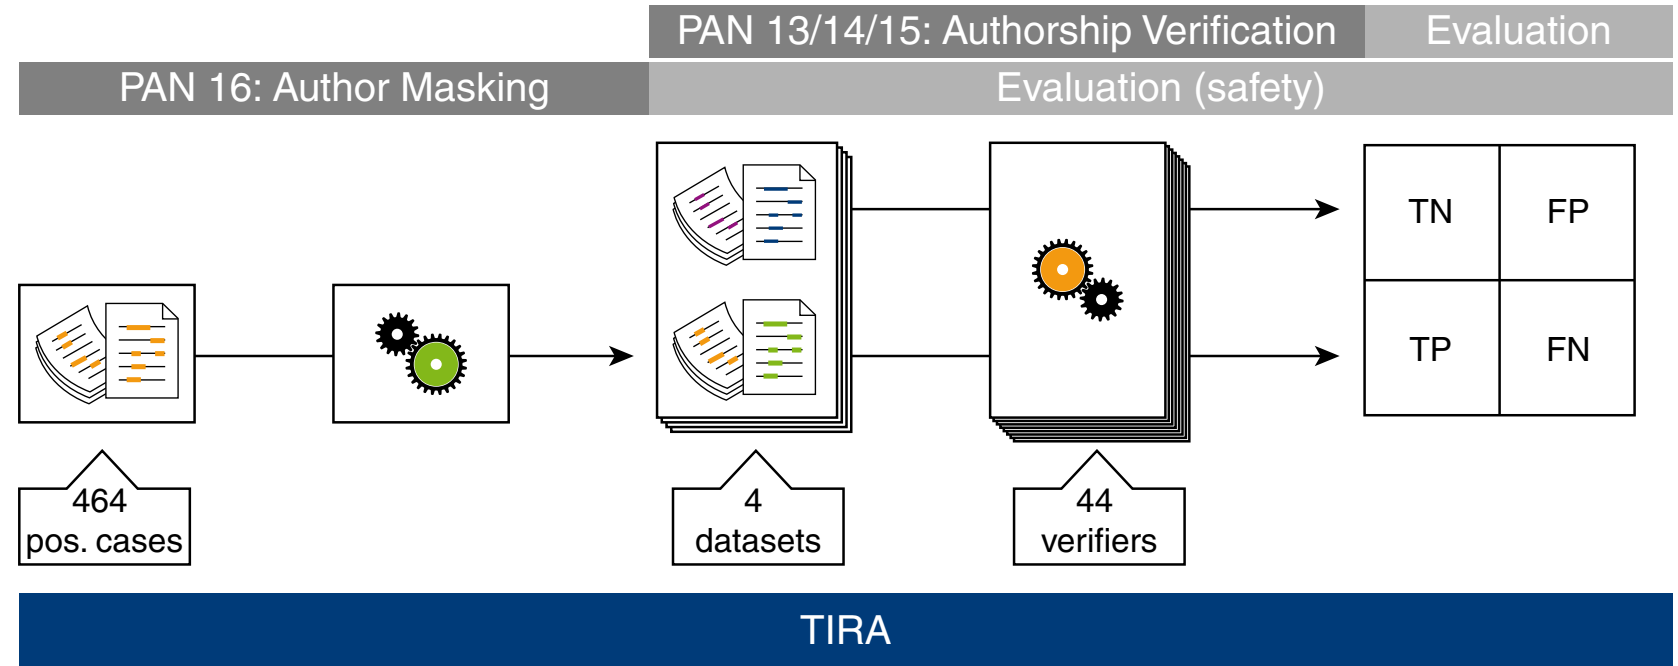 PAN 13/14/15: Authorship Verification
Evaluation
PAN 16: Author Masking
Evaluation (safety)
TN
FP
TP
FN
464
pos. cases
4
datasets
44
verifiers
TIRA